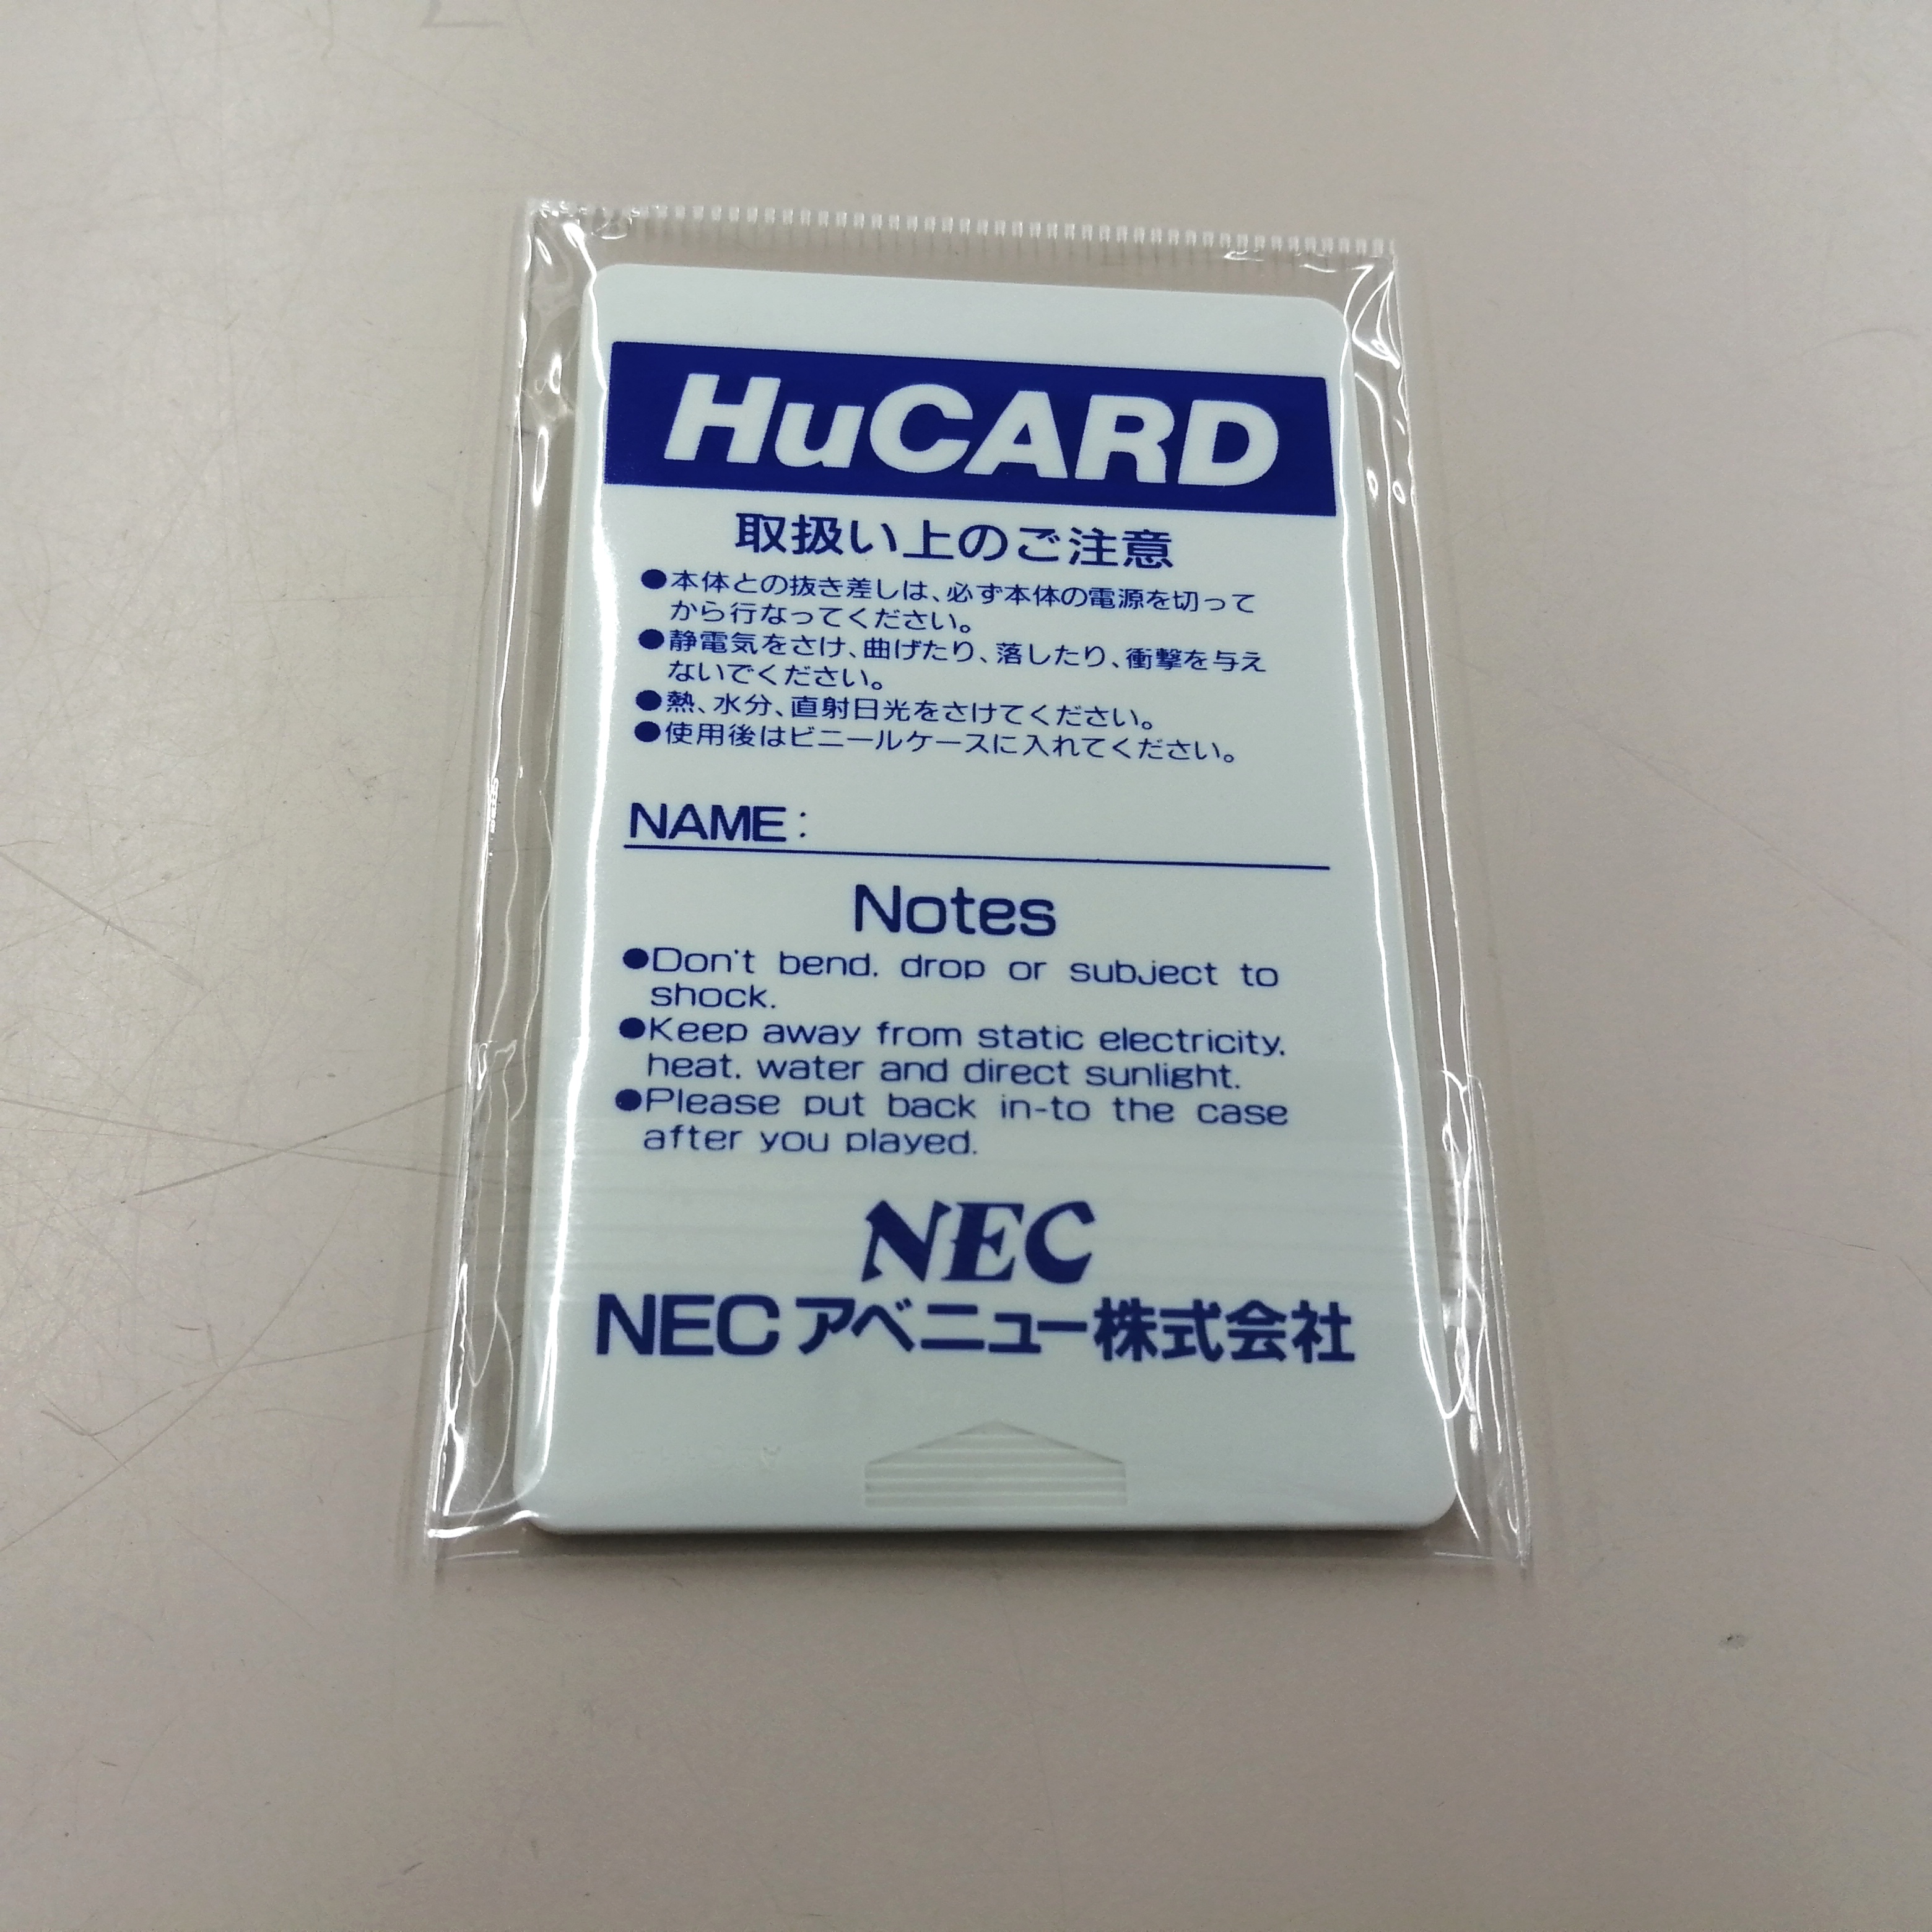 HuCARD
取扱い上のご注意
●本体との抜き差しは、必ず本体の電源を切って
から行なってください。
●静電気をさけ、曲げたり、落したり、衝撃を与え
ないでください。
●熱、水分、直射日光をさけてください。
●使用後はビニールケースに入れてください。
NAME:
Notes
●Don't bend. drop or subject to
shock.
●Keep away from static electricity.
heat. water and direct sunlight.
●Please put back in-to the case
after you played.
NEC
NECアベニュー株式会社